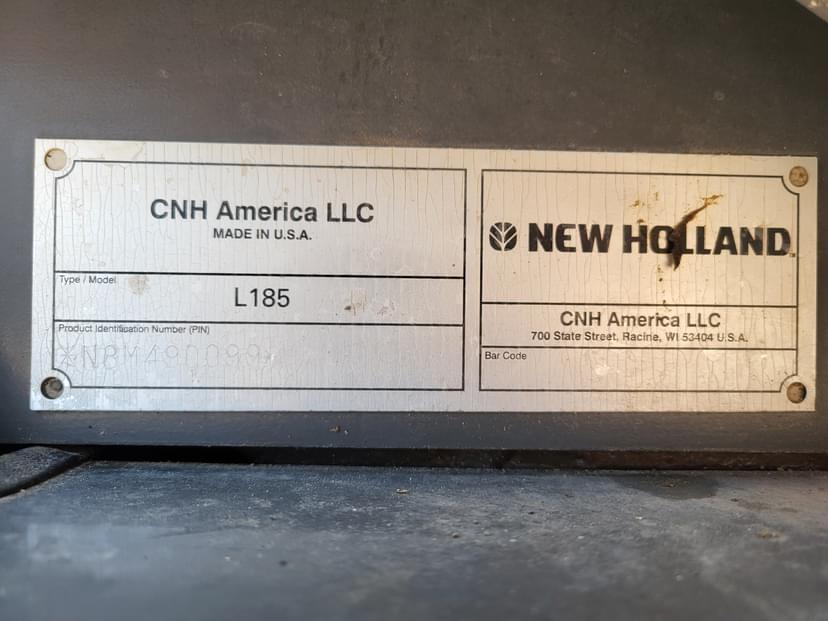 CNH America LLC
MADE IN U.S.A.
Type / Model
L185
Product Identification Number (PIN)
*N8M490099*
NEW HOLLAND
CNH America LLC
700 State Street, Racine, WI 53404 U.S.A.
Bar Code